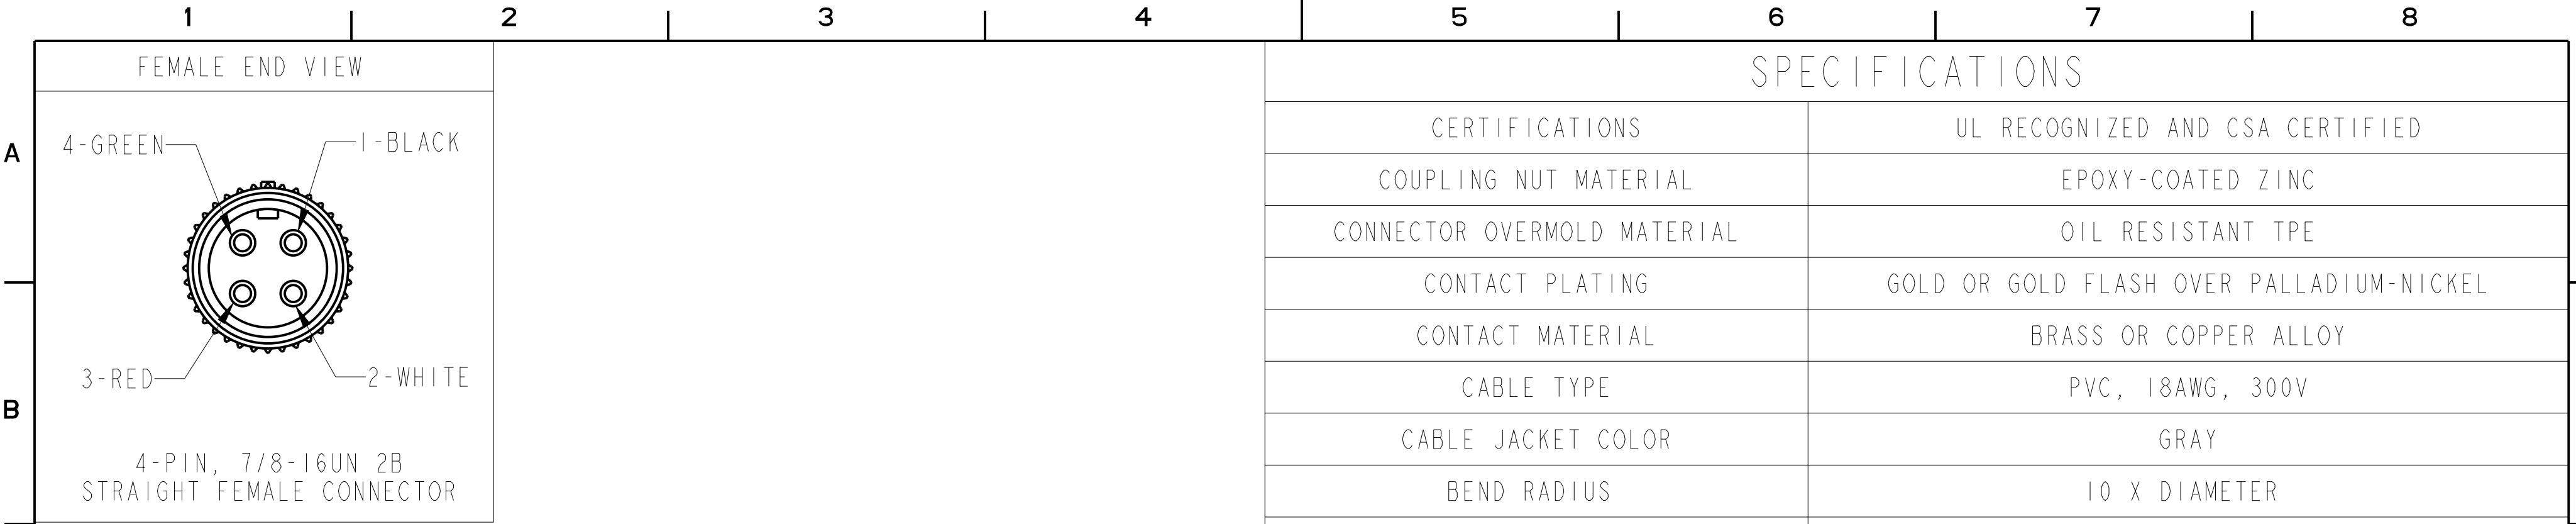 1 2 3 4 5 6 7 8
A
B
FEMALE END VIEW
4-GREEN 1-BLACK
3-RED 2-WHITE
4-PIN, 7/8-16UN 2B
STRAIGHT FEMALE CONNECTOR
SPECIFICATIONS
CERTIFICATIONS UL RECOGNIZED AND CSA CERTIFIED
COUPLING NUT MATERIAL EPOXY-COATED ZINC
CONNECTOR OVERMOLD MATERIAL OIL RESISTANT TPE
CONTACT PLATING GOLD OR GOLD FLASH OVER PALLADIUM-NICKEL
CONTACT MATERIAL BRASS OR COPPER ALLOY
CABLE TYPE PVC, 18AWG, 300V
CABLE JACKET COLOR GRAY
BEND RADIUS 10 X DIAMETER